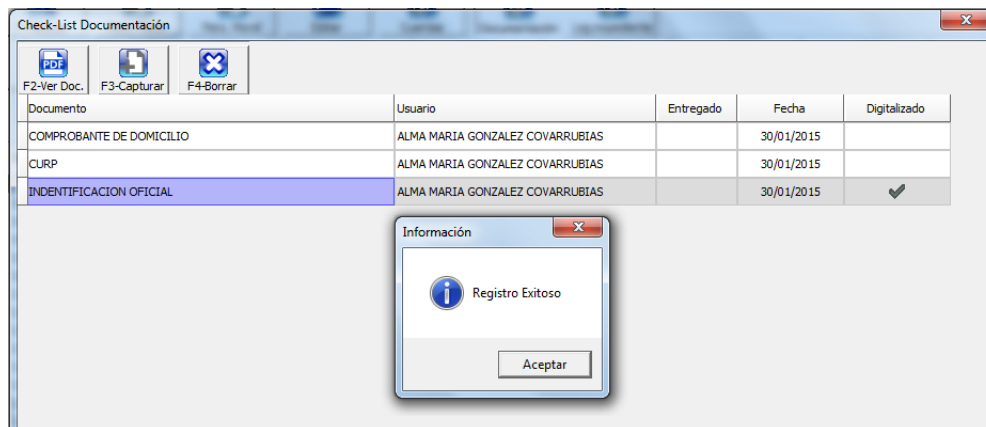 Check-List Documentación
PDF
F2-Ver Doc. F3-Capturar F4-Borrar
Documento Usuario Entregado Fecha Digitalizado
COMPROBANTE DE DOMICILIO ALMA MARIA GONZALEZ COVARRUBIAS 30/01/2015
CURP ALMA MARIA GONZALEZ COVARRUBIAS 30/01/2015
INDENTIFICACION OFICIAL ALMA MARIA GONZALEZ COVARRUBIAS 30/01/2015
Información
Registro Exitoso
Aceptar